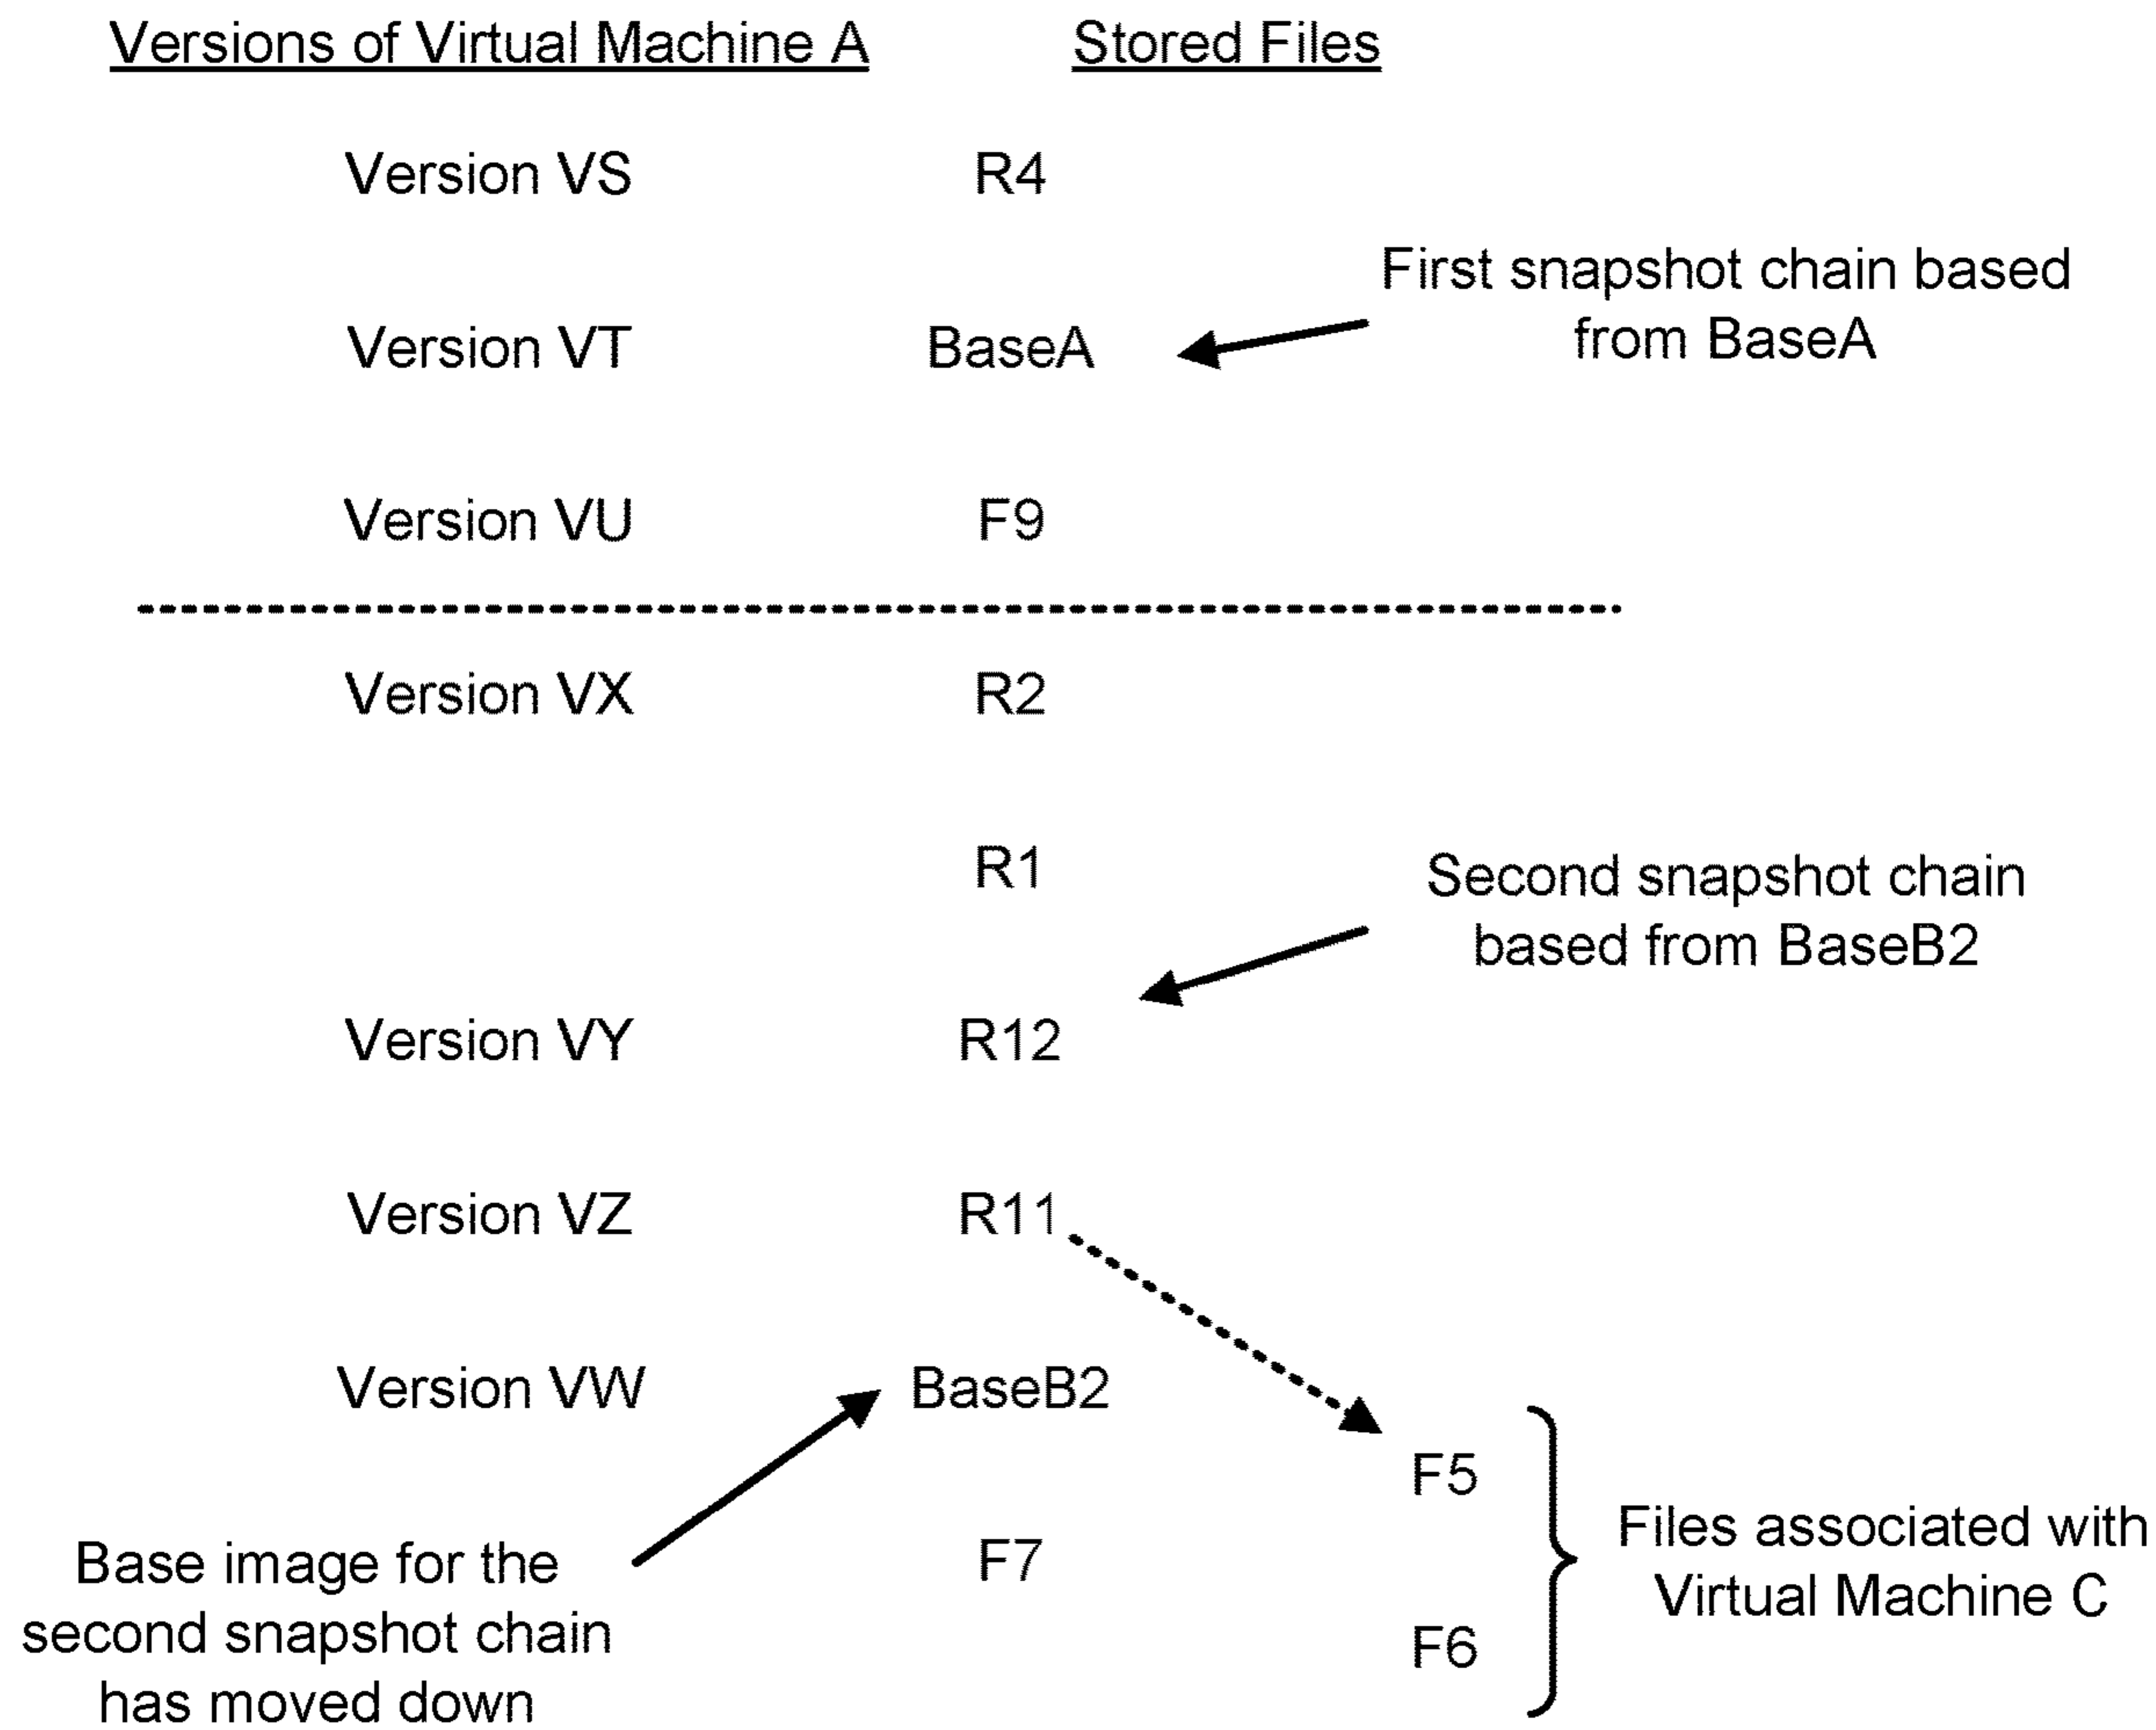 Versions of Virtual Machine A Stored Files
Version VS R4
First snapshot chain based
from BaseA
Version VT BaseA
Version VU F9
Version VX R2
R1
Second snapshot chain
based from BaseB2
Version VY R12
Version VZ R11
Version VW BaseB2
F5
F7
F6
Files associated with
Virtual Machine C
Base image for the
second snapshot chain
has moved down